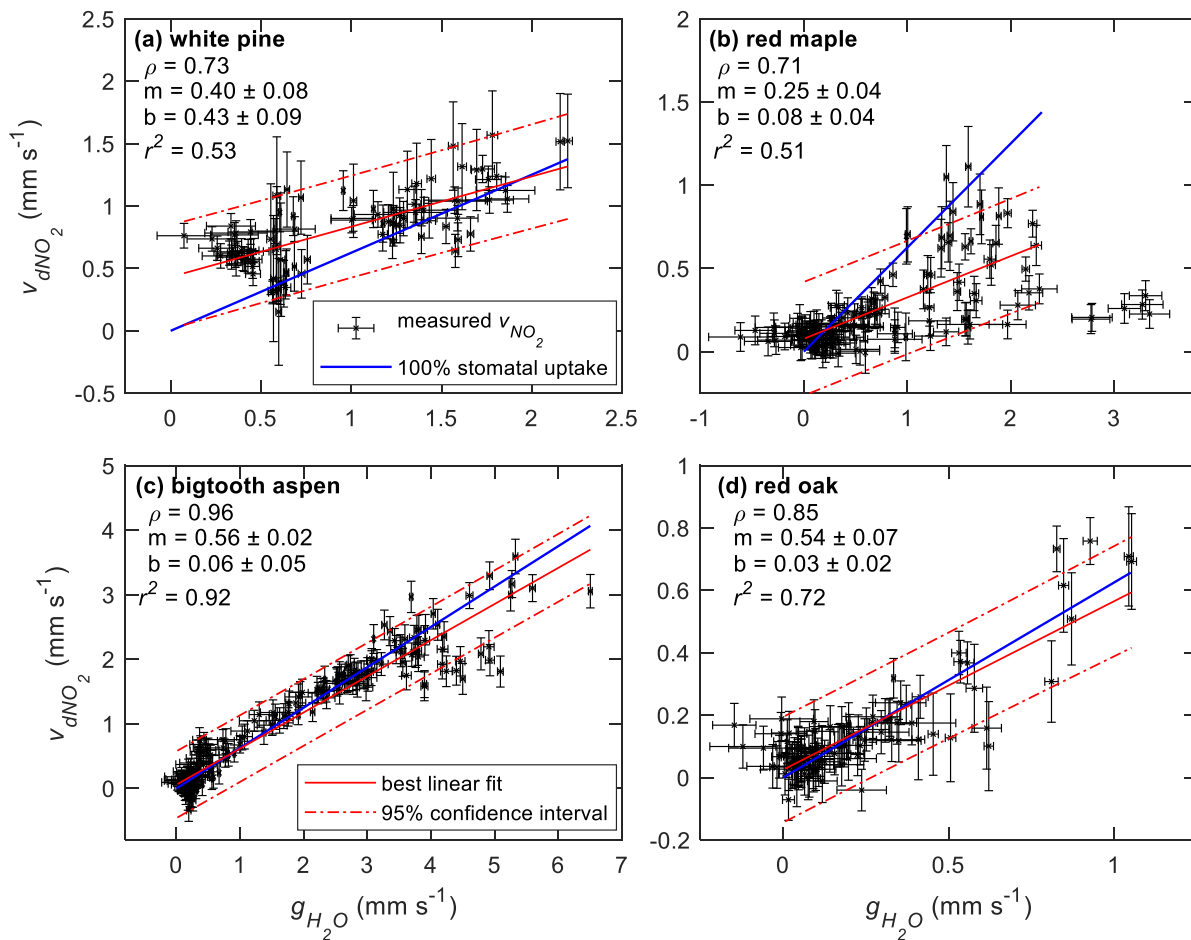 (a) white pine
ρ = 0.73
m = 0.40 ± 0.08
b = 0.43 ± 0.09
r² = 0.53
2.5
2
1.5
1
0.5
0
-0.5
v_dNO₂ (mm s⁻¹)
measured v_NO₂
100% stomatal uptake
0 0.5 1 1.5 2 2.5
(b) red maple
ρ = 0.71
m = 0.25 ± 0.04
b = 0.08 ± 0.04
r² = 0.51
2
1.5
1
0.5
0
-1 0 1 2 3
(c) bigtooth aspen
ρ = 0.96
m = 0.56 ± 0.02
b = 0.06 ± 0.05
r² = 0.92
5
4
3
2
1
0
v_dNO₂ (mm s⁻¹)
best linear fit
95% confidence interval
0 1 2 3 4 5 6 7
g_H₂O (mm s⁻¹)
(d) red oak
ρ = 0.85
m = 0.54 ± 0.07
b = 0.03 ± 0.02
r² = 0.72
1
0.8
0.6
0.4
0.2
0
-0.2
0 0.5 1
g_H₂O (mm s⁻¹)